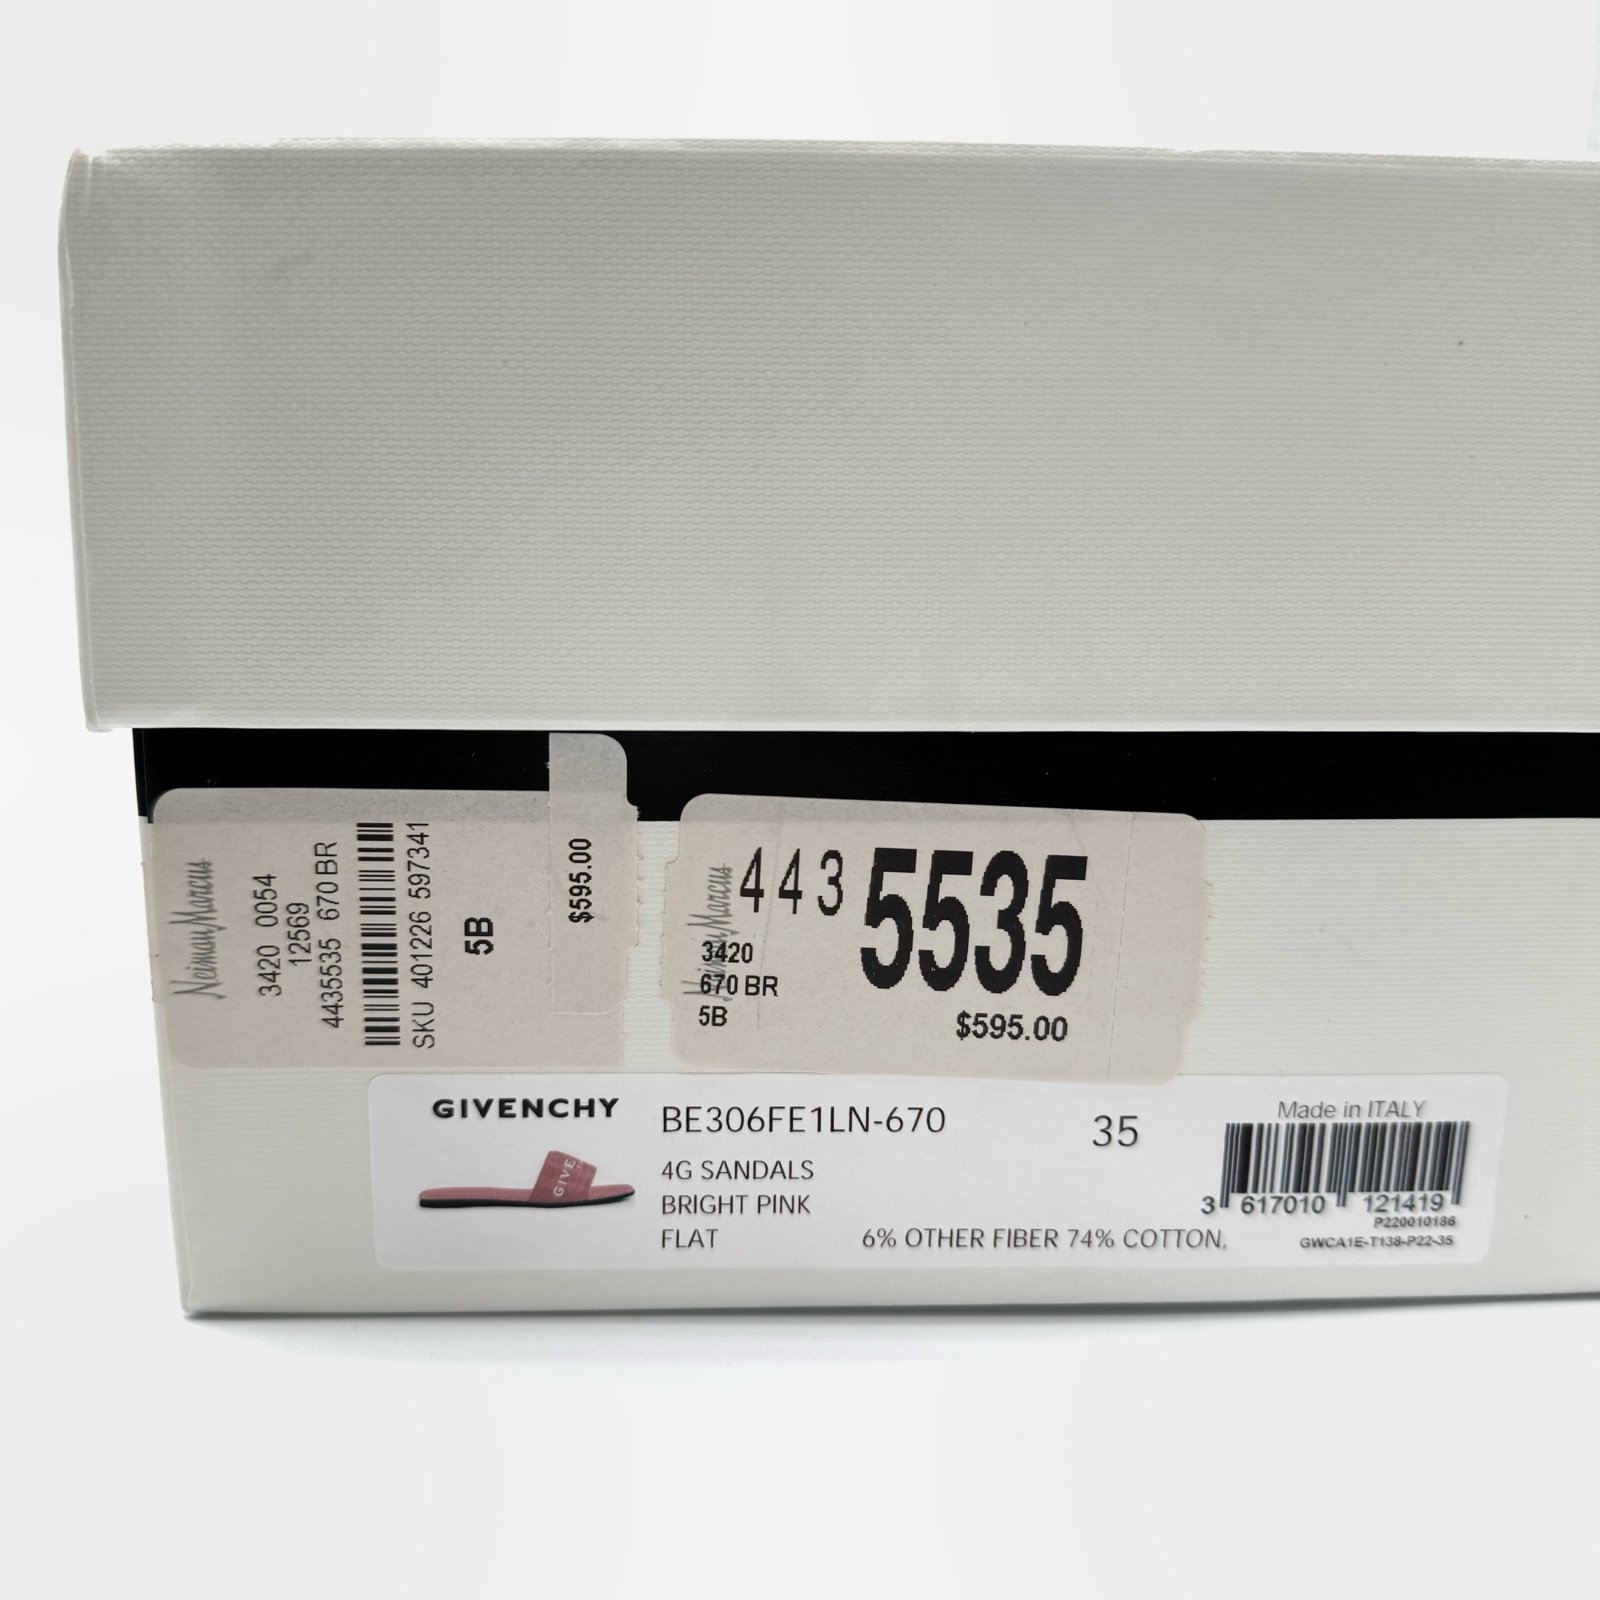 Neiman Marcus
3420 0054
12569
4435535 670 BR
SKU 401226 597341
5B
$595.00
Neiman Marcus
443 5535
3420
670 BR
5B
$595.00
GIVENCHY
GIVE
BE306FE1LN-670
35
4G SANDALS
BRIGHT PINK
FLAT
6% OTHER FIBER 74% COTTON,
Made in ITALY
3 617010 121419
P220010186
GWCA1E-T138-P22-35